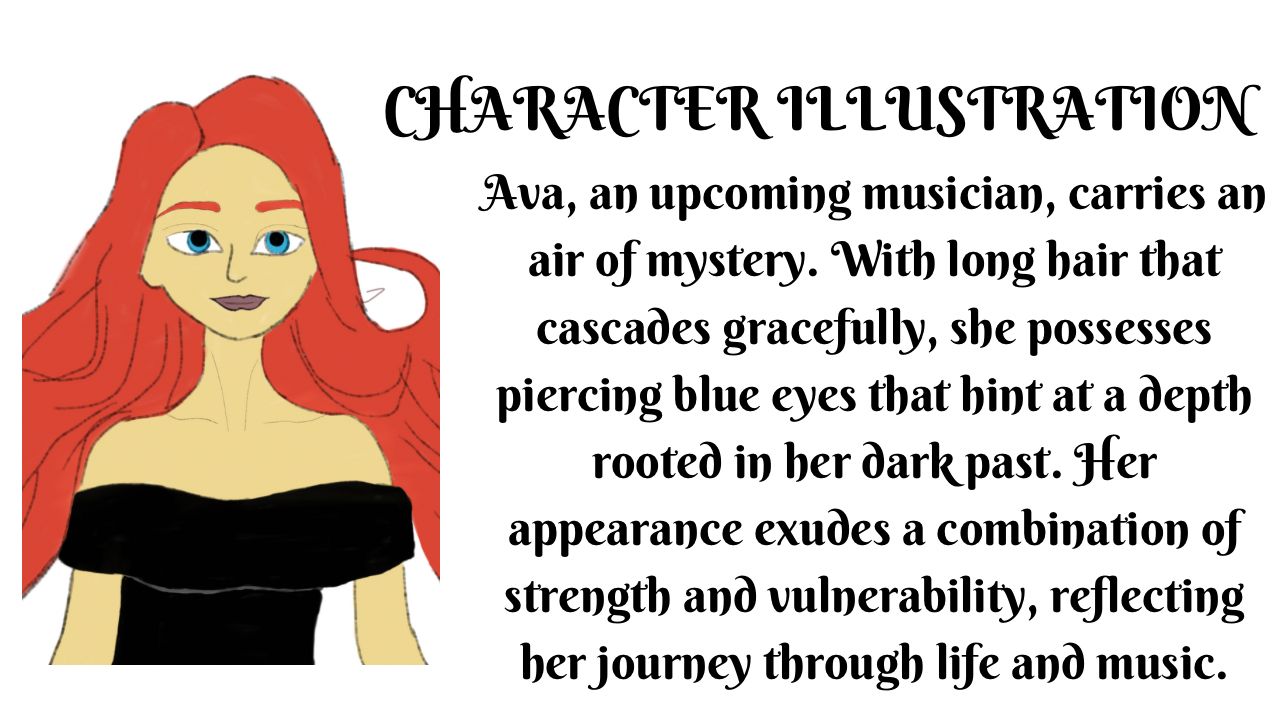 CHARACTER ILLUSTRATION
Ava, an upcoming musician, carries an
air of mystery. With long hair that
cascades gracefully, she possesses
piercing blue eyes that hint at a depth
rooted in her dark past. Her
appearance exudes a combination of
strength and vulnerability, reflecting
her journey through life and music.